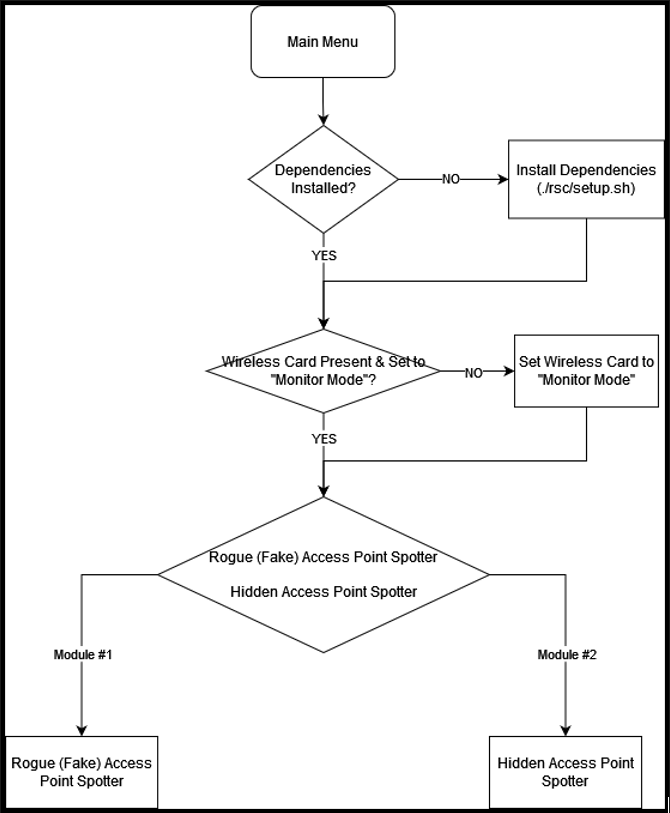 Main Menu
Dependencies
Installed?
NO
Install Dependencies
(./rsc/setup.sh)
YES
Wireless Card Present & Set to
"Monitor Mode"?
NO
Set Wireless Card to
"Monitor Mode"
YES
Rogue (Fake) Access Point Spotter
Hidden Access Point Spotter
Module #1
Module #2
Rogue (Fake) Access
Point Spotter
Hidden Access Point
Spotter